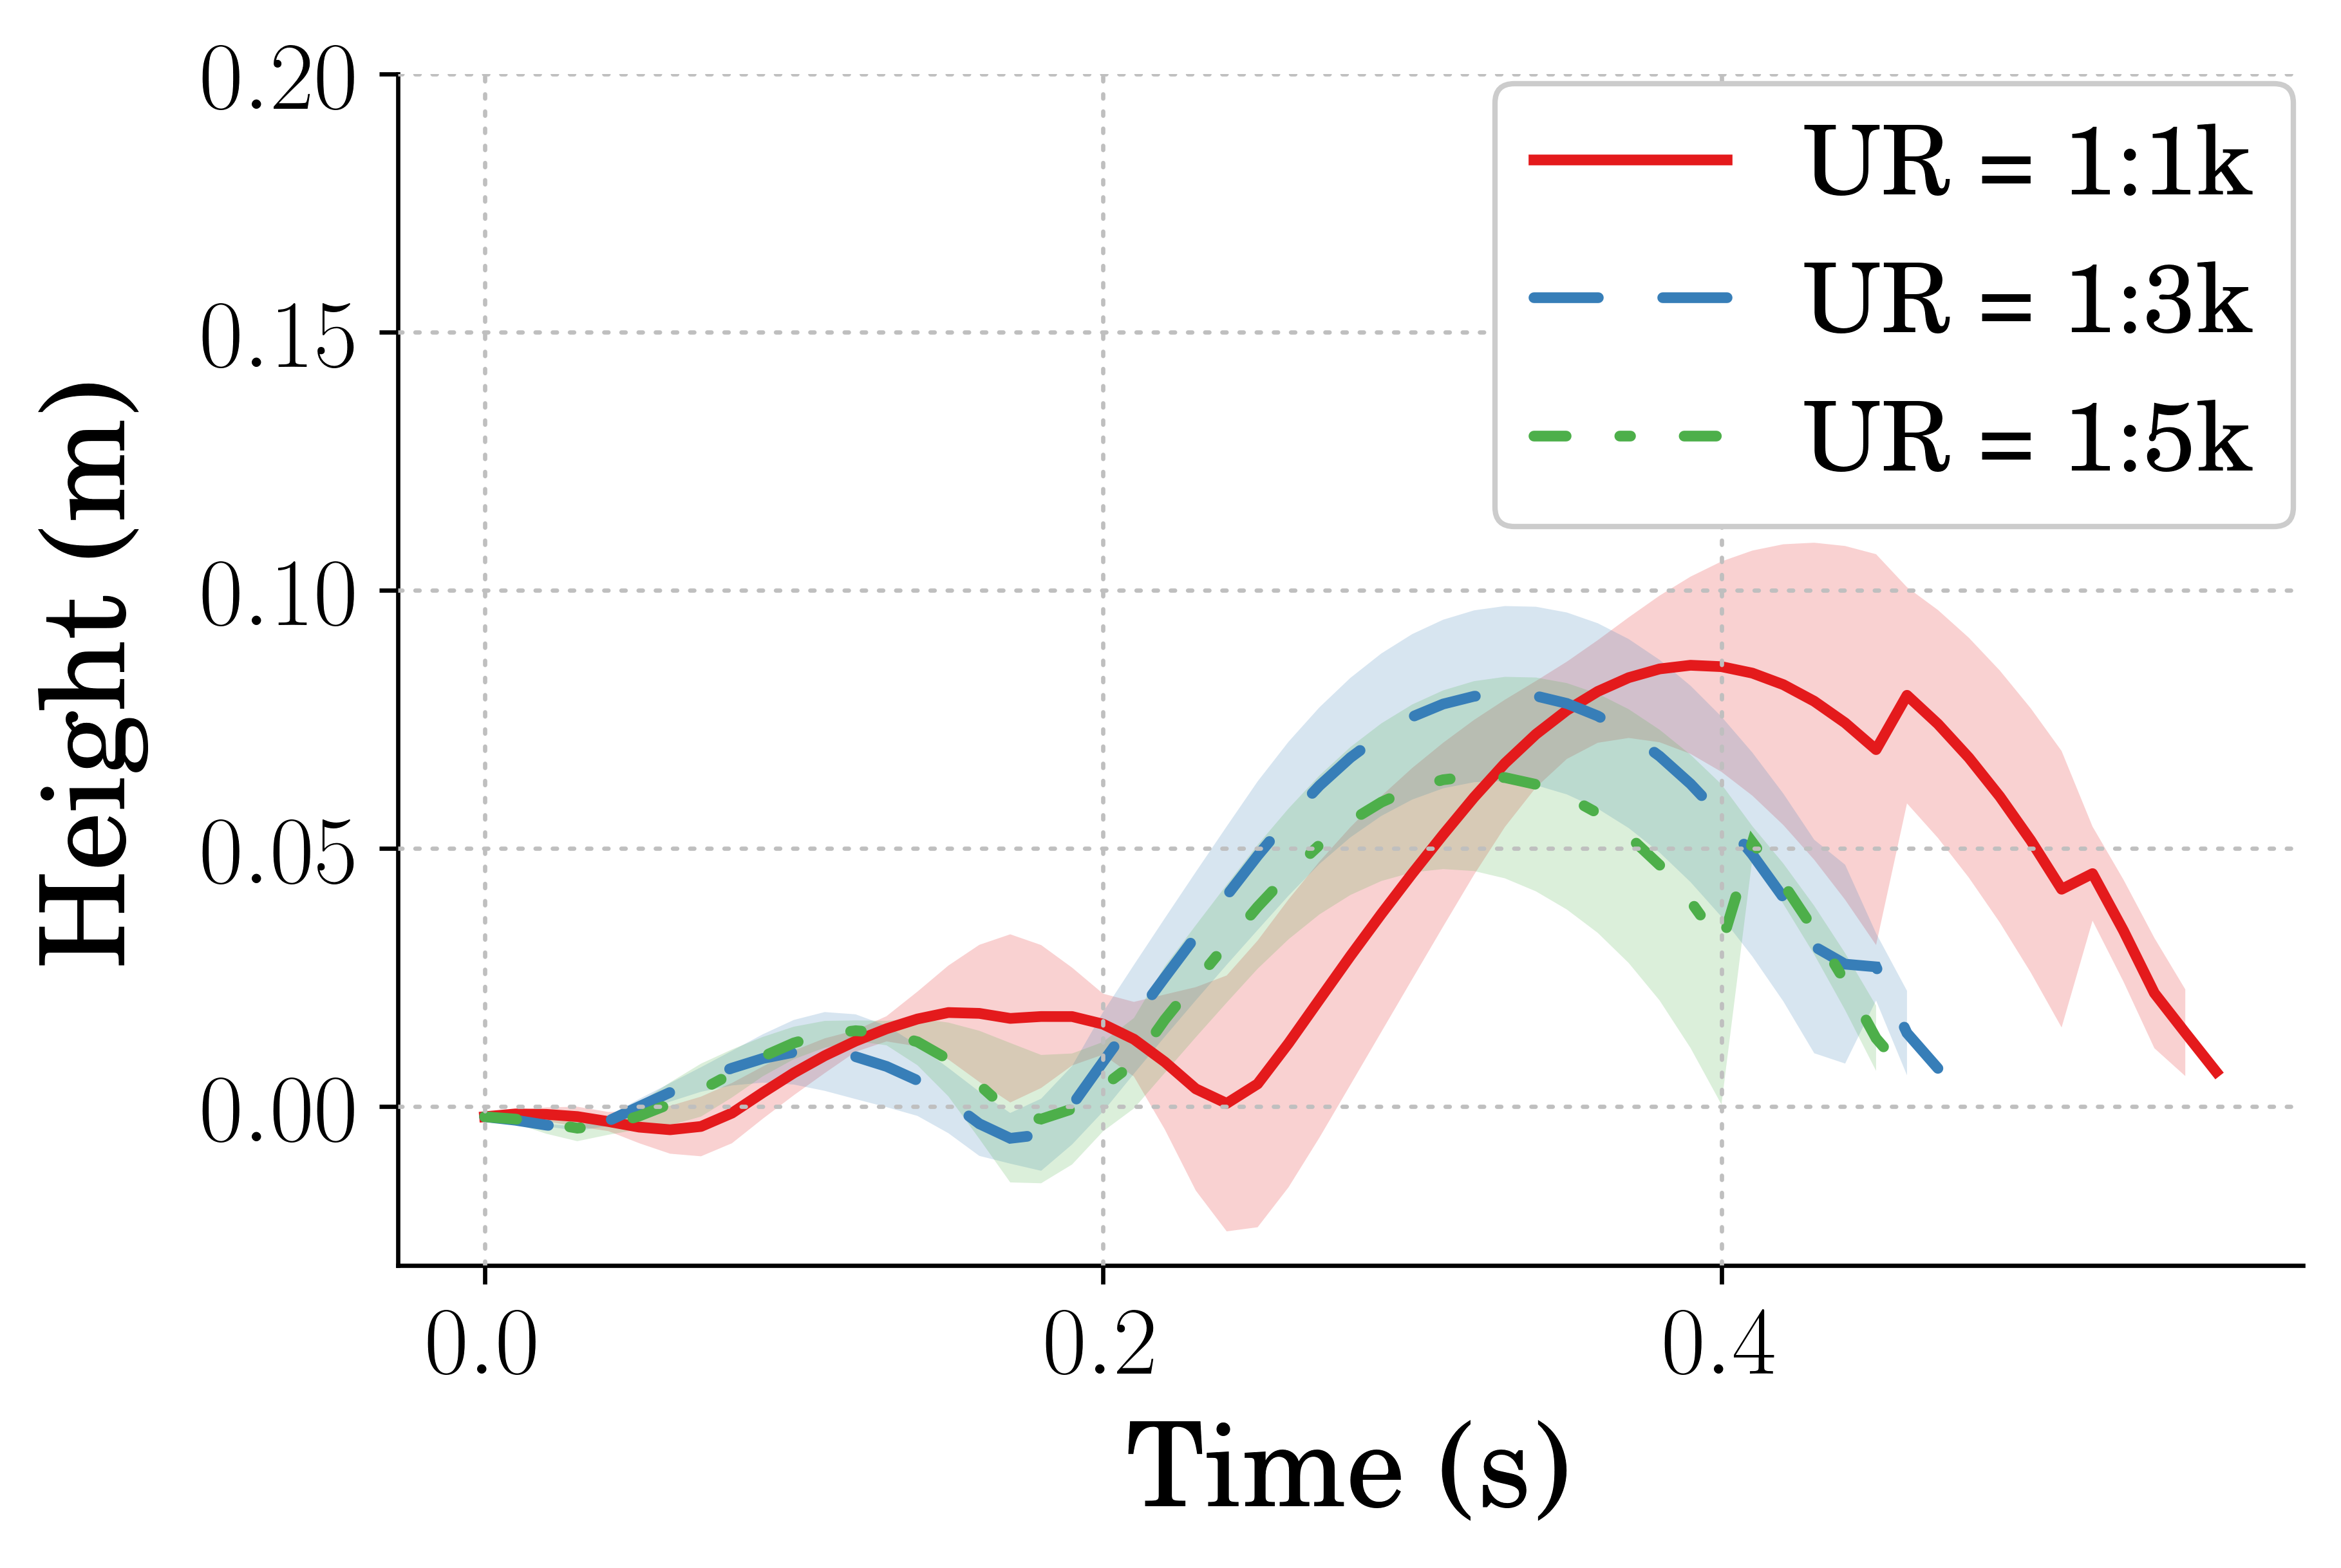 0.20
0.15
0.10
0.05
0.00
Height (m)
UR = 1:1k
UR = 1:3k
UR = 1:5k
0.0
0.2
0.4
Time (s)